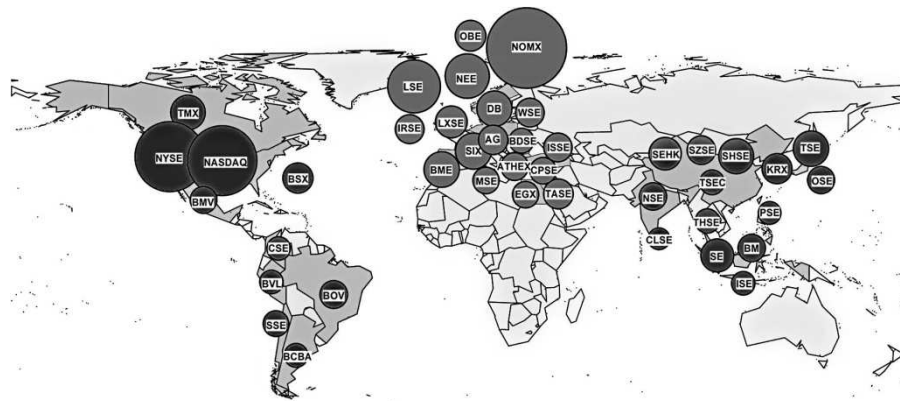 OBE
NOMX
NEE
LSE
TMX
DB
WSE
IRSE
LXSE
AG
BDSE
ISSE
TSE
NYSE
NASDAQ
SIX
SEHK
SZSE
SHSE
ATHEX
BME
CPSE
KRX
BSX
MSE
TSEC
OSE
BMV
EGX
TASE
NSE
PSE
THSE
CLSE
CSE
BM
SE
BVL
ISE
BOV
SSE
BCBA